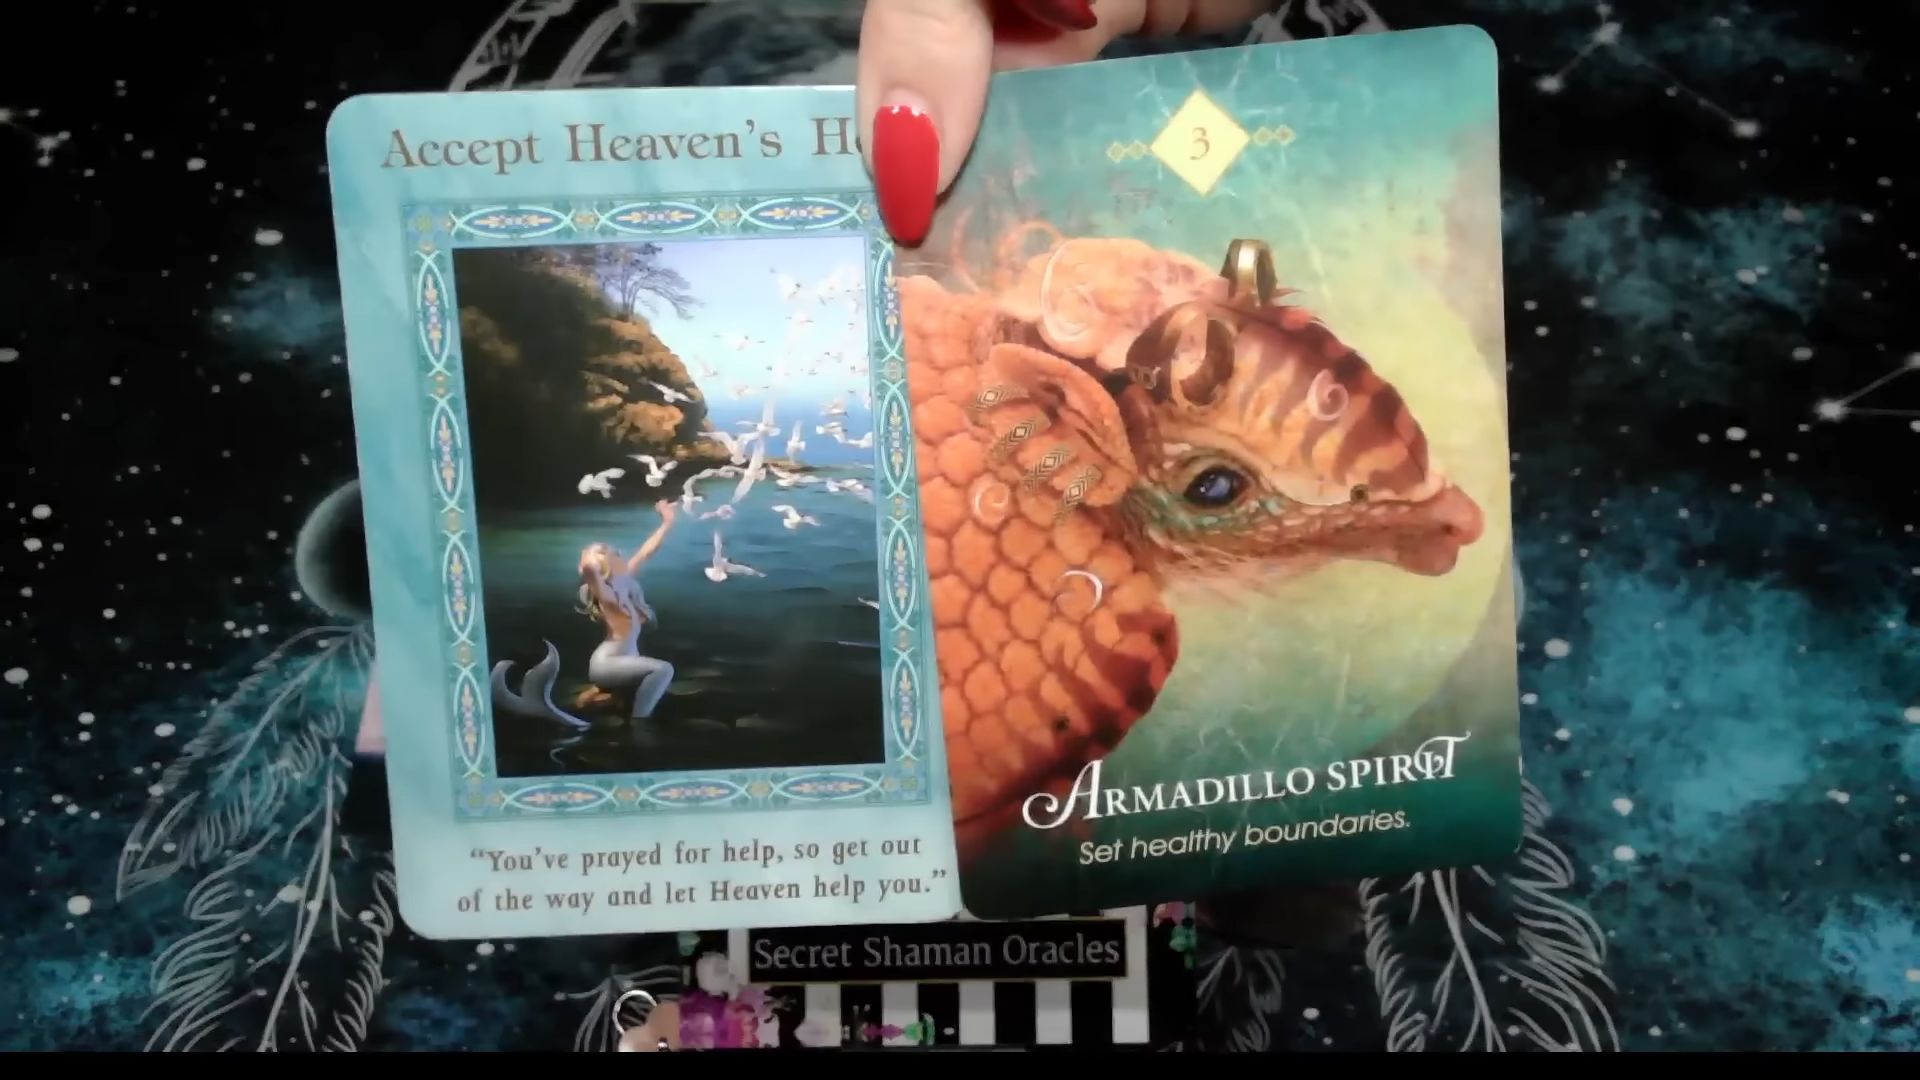 Accept Heaven's
"You've prayed for help, so get out
of the way and let Heaven help you."
3
ARMADILLO SPIRIT
Set healthy boundaries.
Secret Shaman Oracles